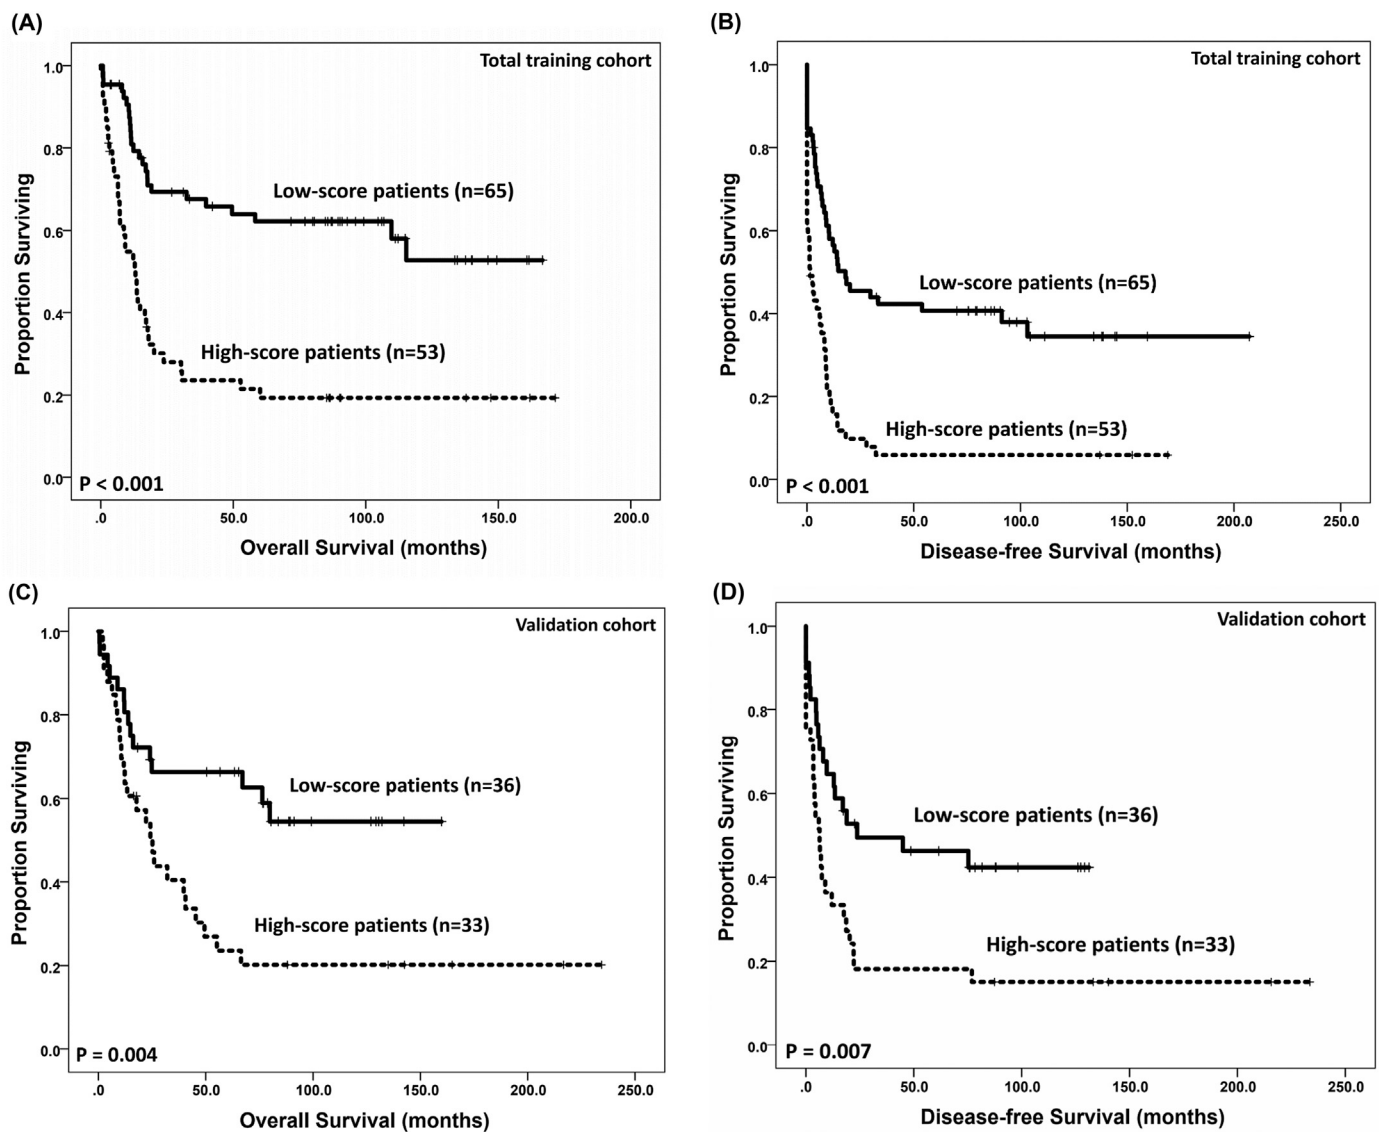 (A)
Total training cohort
1.0
0.8
0.6
0.4
0.2
0.0
Proportion Surviving
Low-score patients (n=65)
High-score patients (n=53)
P < 0.001
.0 50.0 100.0 150.0 200.0
Overall Survival (months)
(B)
Total training cohort
1.0
0.8
0.6
0.4
0.2
0.0
Proportion Surviving
Low-score patients (n=65)
High-score patients (n=53)
P < 0.001
.0 50.0 100.0 150.0 200.0 250.0
Disease-free Survival (months)
(C)
Validation cohort
1.0
0.8
0.6
0.4
0.2
0.0
Proportion Surviving
Low-score patients (n=36)
High-score patients (n=33)
P = 0.004
.0 50.0 100.0 150.0 200.0 250.0
Overall Survival (months)
(D)
Validation cohort
1.0
0.8
0.6
0.4
0.2
0.0
Proportion Surviving
Low-score patients (n=36)
High-score patients (n=33)
P = 0.007
.0 50.0 100.0 150.0 200.0 250.0
Disease-free Survival (months)